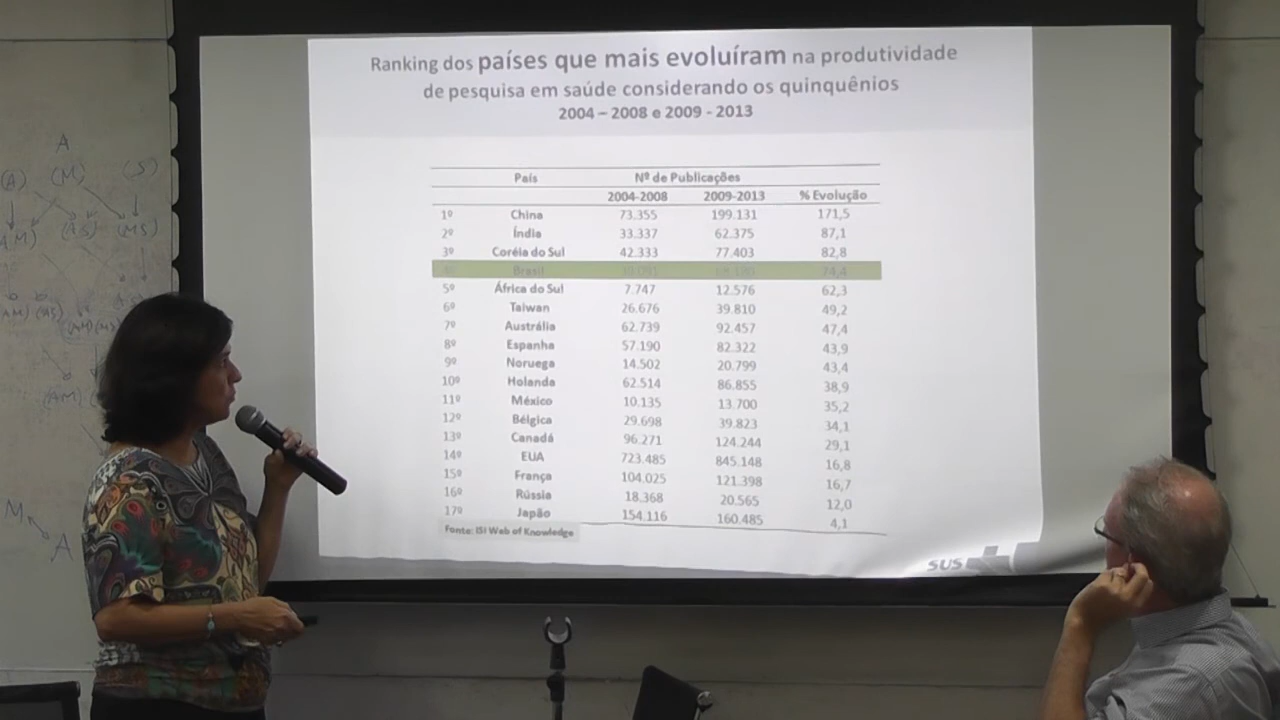 Ranking dos países que mais evoluíram na produtividade
de pesquisa em saúde considerando os quinquênios
2004 – 2008 e 2009 - 2013
País Nº de Publicações
2004-2008 2009-2013 % Evolução
1º China 73.355 199.131 171,5
2º Índia 33.337 62.375 87,1
3º Coréia do Sul 42.333 77.403 82,8
Brasil 74,4
5º África do Sul 7.747 12.576 62,3
6º Taiwan 26.676 39.810 49,2
7º Austrália 62.739 92.457 47,4
8º Espanha 57.190 82.322 43,9
9º Noruega 14.502 20.799 43,4
10º Holanda 62.514 86.855 38,9
11º México 10.135 13.700 35,2
12º Bélgica 29.698 39.823 34,1
13º Canadá 96.271 124.244 29,1
14º EUA 723.485 845.148 16,8
15º França 104.025 121.398 16,7
16º Rússia 18.368 20.565 12,0
17º Japão 154.116 160.485 4,1
Fonte: ISI Web of Knowledge
SUS
A
(A) (M) (S)
(AM) (AS) (MS)
M
A